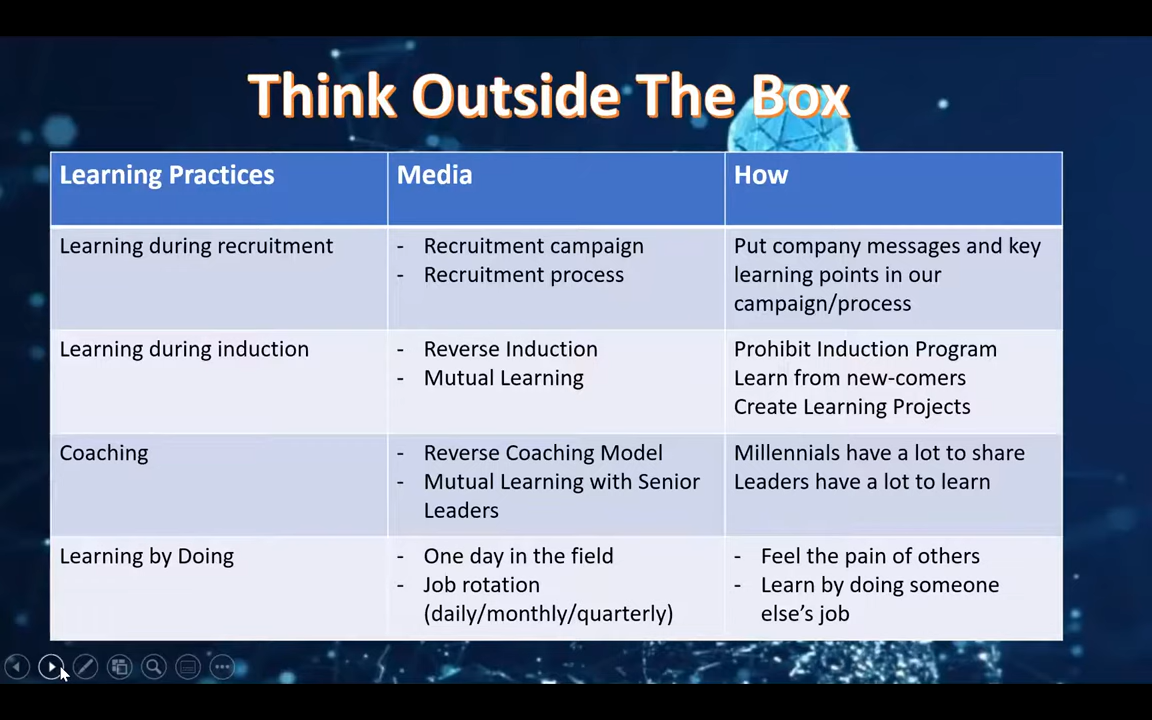 Think Outside The Box
Learning Practices
Media
How
Learning during recruitment
- Recruitment campaign
- Recruitment process
Put company messages and key
learning points in our
campaign/process
Learning during induction
- Reverse Induction
- Mutual Learning
Prohibit Induction Program
Learn from new-comers
Create Learning Projects
Coaching
- Reverse Coaching Model
- Mutual Learning with Senior
Leaders
Millennials have a lot to share
Leaders have a lot to learn
Learning by Doing
- One day in the field
- Job rotation
(daily/monthly/quarterly)
- Feel the pain of others
- Learn by doing someone
else’s job